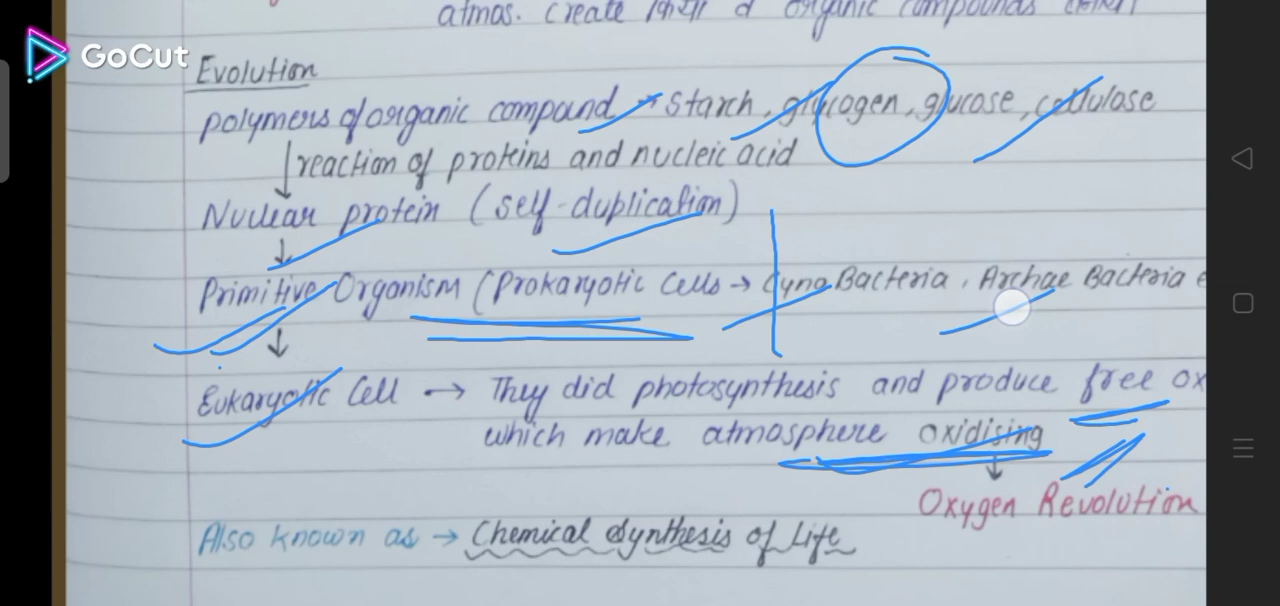 atmos. create
GoCut
Evolution
polymers of organic compound → Starch, glycogen, glucose, cellulose
reaction of proteins and nucleic acid
Nuclear protein (self-duplication)
Primitive Organism (Prokaryotic Cells → Cyno Bacteria, Archae Bacteria e
Eukaryotic Cell → They did photosynthesis and produce free ox
which make atmosphere oxidising
Oxygen Revolution
Also known as → Chemical Synthesis of Life